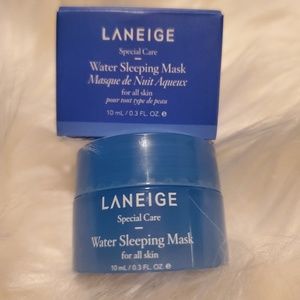 LANEIGE
Special Care
Water Sleeping Mask
Masque de Nuit Aqueux
for all skin
pour tout type de peau
10 mL / 0.3 FL. OZ. e
LANEIGE
Special Care
Water Sleeping Mask
for all skin
10 mL / 0.3 FL. OZ. e